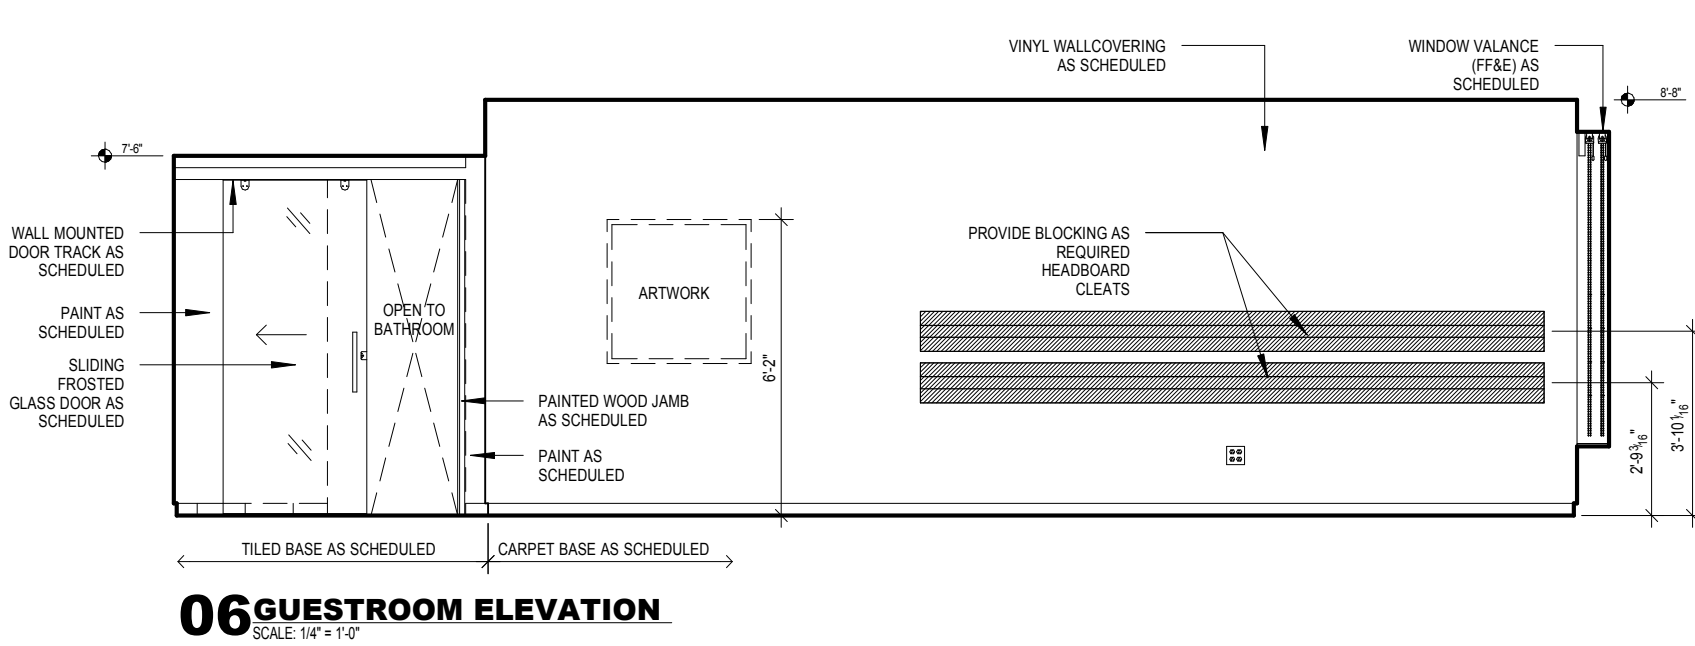 VINYL WALLCOVERING
AS SCHEDULED
WINDOW VALANCE
(FF&E) AS
SCHEDULED
8'-8"
7'-6"
WALL MOUNTED
DOOR TRACK AS
SCHEDULED
PAINT AS
SCHEDULED
SLIDING
FROSTED
GLASS DOOR AS
SCHEDULED
OPEN TO
BATHROOM
ARTWORK
6'-2"
PROVIDE BLOCKING AS
REQUIRED
HEADBOARD
CLEATS
PAINTED WOOD JAMB
AS SCHEDULED
PAINT AS
SCHEDULED
2'-9 3/16"
3'-10 1/16"
TILED BASE AS SCHEDULED
CARPET BASE AS SCHEDULED
06 GUESTROOM ELEVATION
SCALE: 1/4" = 1'-0"